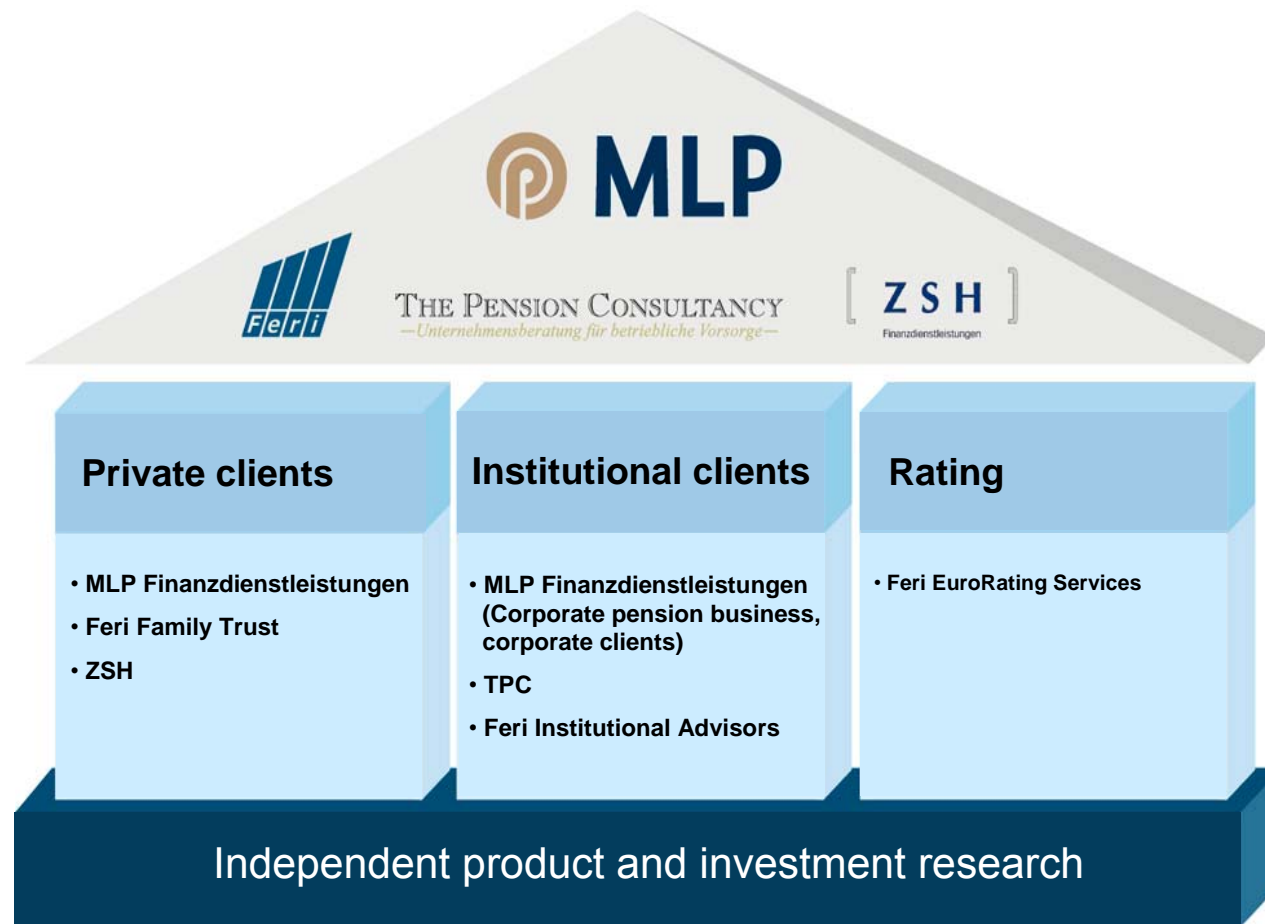 MLP
Feri
THE PENSION CONSULTANCY
—Unternehmensberatung für betriebliche Vorsorge—
[ Z S H ]
Finanzdienstleistungen
Private clients
• MLP Finanzdienstleistungen
• Feri Family Trust
• ZSH
Institutional clients
• MLP Finanzdienstleistungen
(Corporate pension business,
corporate clients)
• TPC
• Feri Institutional Advisors
Rating
• Feri EuroRating Services
Independent product and investment research